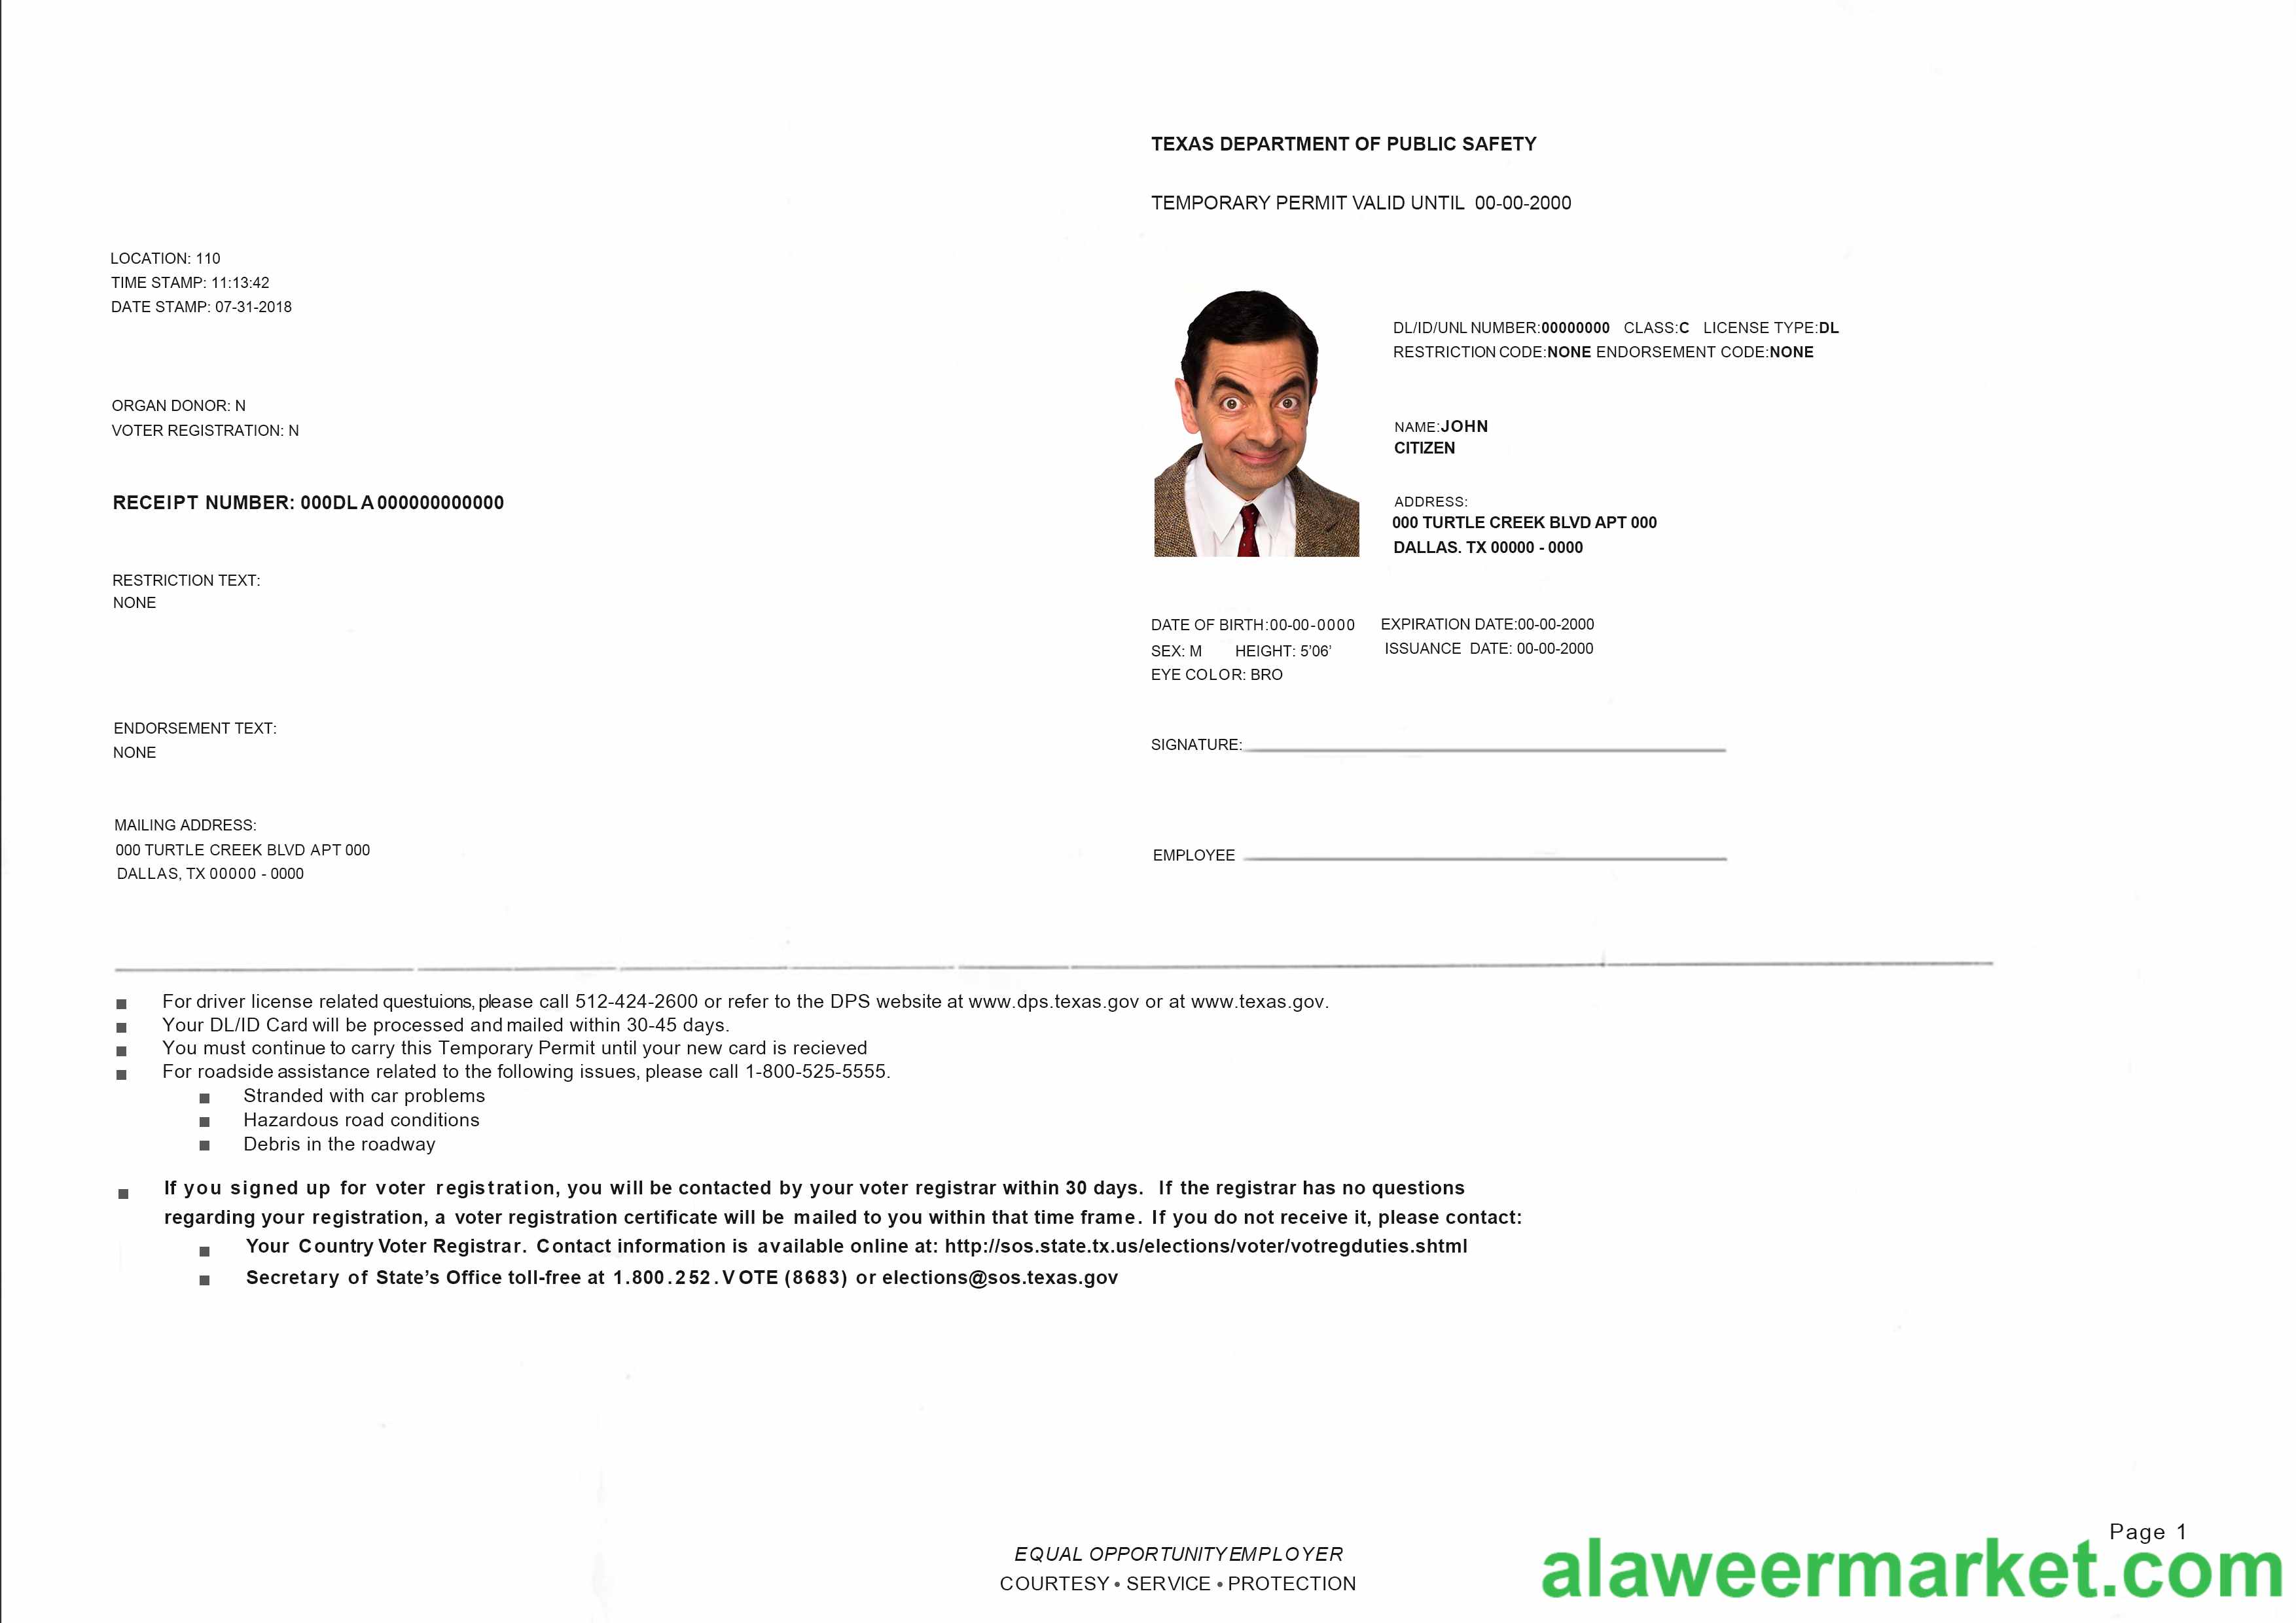 TEXAS DEPARTMENT OF PUBLIC SAFETY
TEMPORARY PERMIT VALID UNTIL 00-00-2000
LOCATION: 110
TIME STAMP: 11:13:42
DATE STAMP: 07-31-2018
ORGAN DONOR: N
VOTER REGISTRATION: N
RECEIPT NUMBER: 000DL A 000000000000
RESTRICTION TEXT:
NONE
ENDORSEMENT TEXT:
NONE
MAILING ADDRESS:
000 TURTLE CREEK BLVD APT 000
DALLAS, TX 00000 - 0000
DL/ID/UNL NUMBER:00000000 CLASS:C LICENSE TYPE:DL
RESTRICTION CODE:NONE ENDORSEMENT CODE:NONE
NAME:JOHN
CITIZEN
ADDRESS:
000 TURTLE CREEK BLVD APT 000
DALLAS. TX 00000 - 0000
DATE OF BIRTH:00-00-0000 EXPIRATION DATE:00-00-2000
SEX: M HEIGHT: 5'06' ISSUANCE DATE: 00-00-2000
EYE COLOR: BRO
SIGNATURE:
EMPLOYEE
■ For driver license related questuions, please call 512-424-2600 or refer to the DPS website at www.dps.texas.gov or at www.texas.gov.
■ Your DL/ID Card will be processed and mailed within 30-45 days.
■ You must continue to carry this Temporary Permit until your new card is recieved
■ For roadside assistance related to the following issues, please call 1-800-525-5555.
■ Stranded with car problems
■ Hazardous road conditions
■ Debris in the roadway
■ If you signed up for voter registration, you will be contacted by your voter registrar within 30 days. If the registrar has no questions
regarding your registration, a voter registration certificate will be mailed to you within that time frame. If you do not receive it, please contact:
■ Your Country Voter Registrar. Contact information is available online at: http://sos.state.tx.us/elections/voter/votregduties.shtml
■ Secretary of State's Office toll-free at 1.800.252.VOTE (8683) or elections@sos.texas.gov
Page 1
EQUAL OPPORTUNITY EMPLOYER
COURTESY • SERVICE • PROTECTION
alaweermarket.com